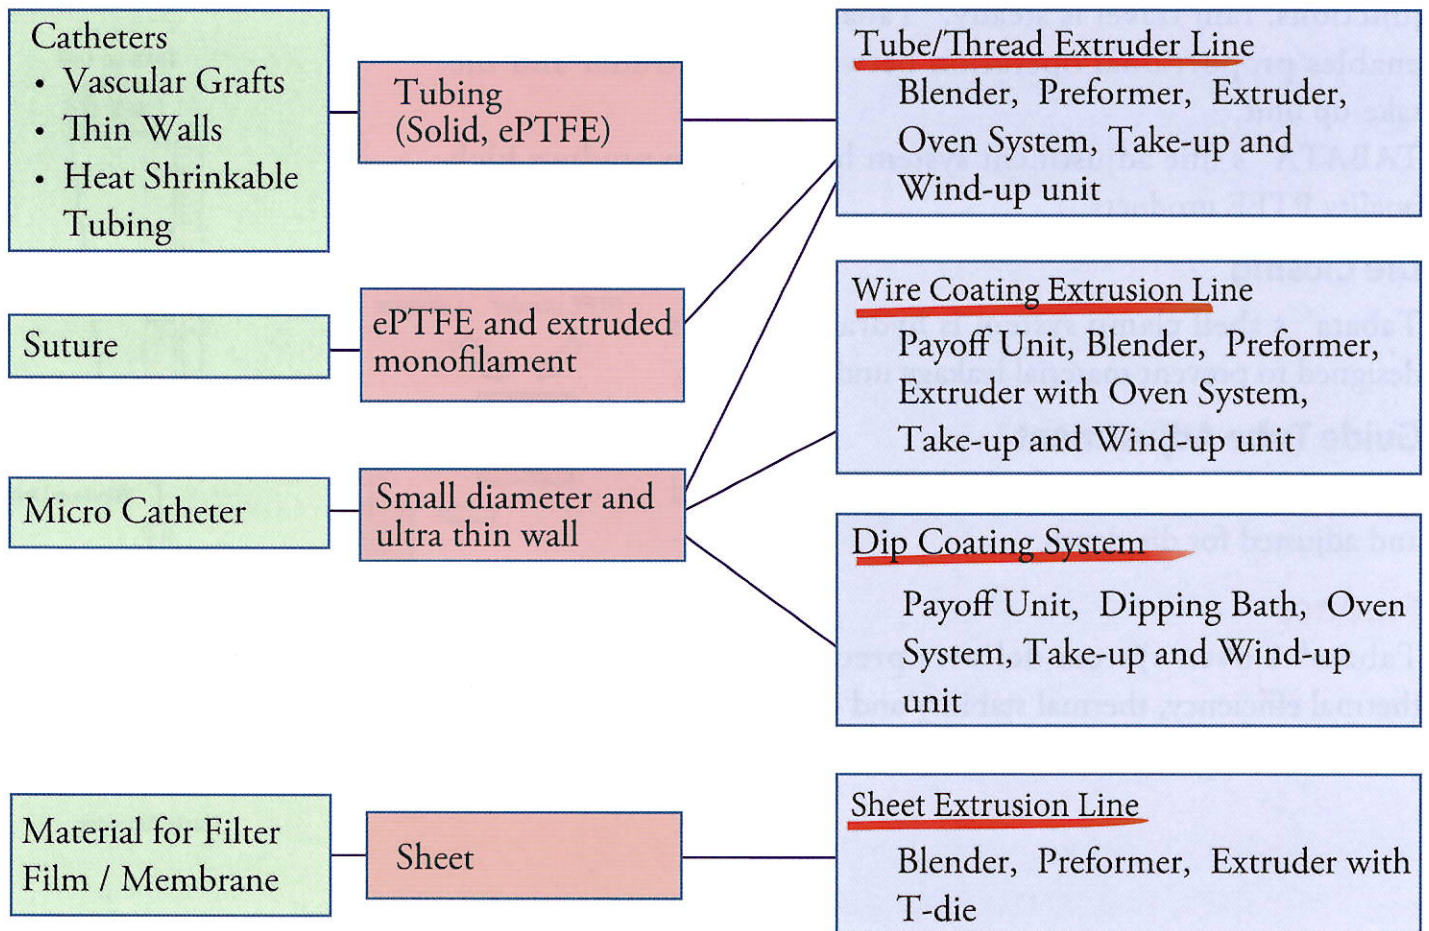 Catheters
• Vascular Grafts
• Thin Walls
• Heat Shrinkable
Tubing
Tubing
(Solid, ePTFE)
Tube/Thread Extruder Line
Blender, Preformer, Extruder,
Oven System, Take-up and
Wind-up unit
Suture
ePTFE and extruded
monofilament
Wire Coating Extrusion Line
Payoff Unit, Blender, Preformer,
Extruder with Oven System,
Take-up and Wind-up unit
Micro Catheter
Small diameter and
ultra thin wall
Dip Coating System
Payoff Unit, Dipping Bath, Oven
System, Take-up and Wind-up
unit
Material for Filter
Film / Membrane
Sheet
Sheet Extrusion Line
Blender, Preformer, Extruder with
T-die